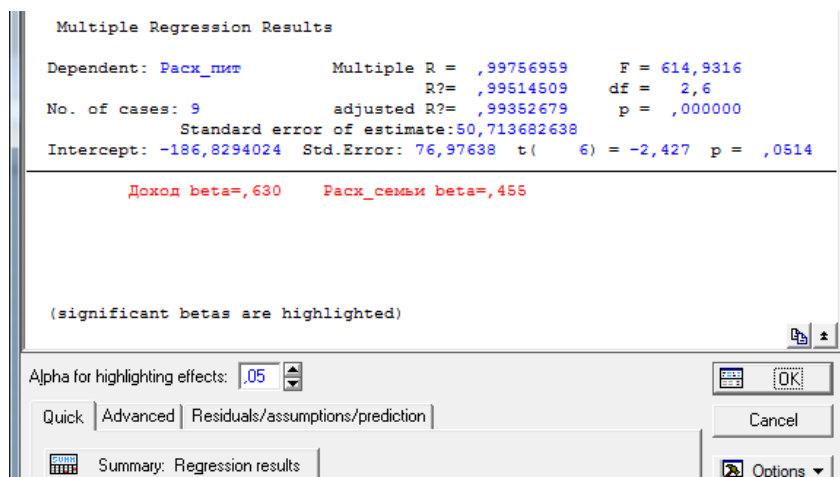 Multiple Regression Results
Dependent: Расх_пит Multiple R = ,99756959 F = 614,9316
R?= ,99514509 df = 2,6
No. of cases: 9 adjusted R?= ,99352679 p = ,000000
Standard error of estimate:50,713682638
Intercept: -186,8294024 Std.Error: 76,97638 t( 6) = -2,427 p = ,0514
Доход beta=,630 Расх_семьи beta=,455
(significant betas are highlighted)
Alpha for highlighting effects: ,05
OK
Quick Advanced Residuals/assumptions/prediction
Cancel
SUMM Summary: Regression results
Options